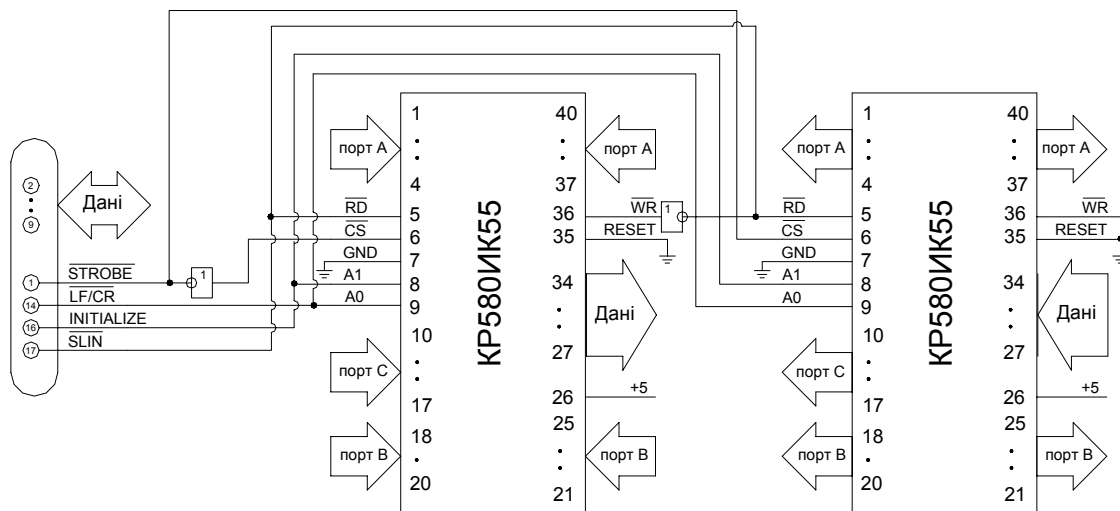 2
9
Дані
1
STROBE
14
LF/CR
16
INITIALIZE
17
SLIN
1
порт A
порт C
порт B
RD
CS
GND
A1
A0
1
4
5
6
7
8
9
10
17
18
20
КР580ИК55
40
37
36
35
34
27
26
25
21
порт A
WR
RESET
Дані
+5
порт B
1
порт A
порт C
порт B
RD
CS
GND
A1
A0
1
4
5
6
7
8
9
10
17
18
20
КР580ИК55
40
37
36
35
34
27
26
25
21
порт A
WR
RESET
Дані
+5
порт B